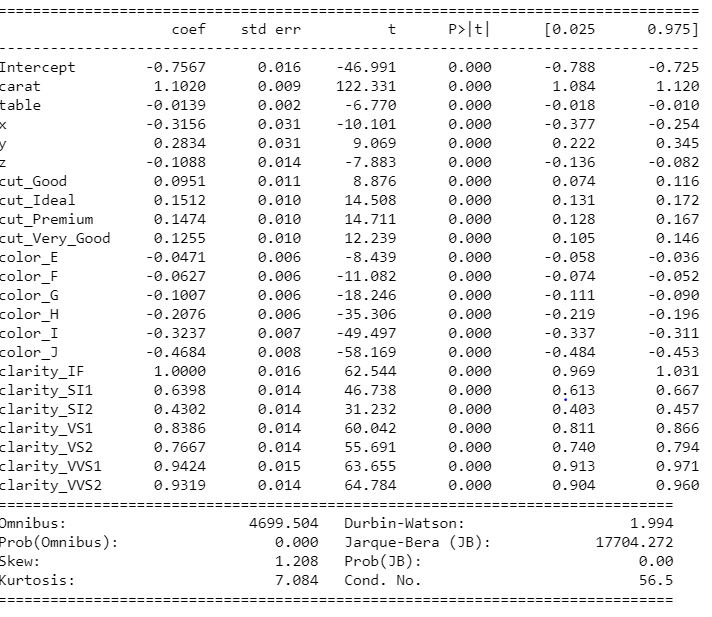 ==============================================================================
coef std err t P>|t| [0.025 0.975]
------------------------------------------------------------------------------
Intercept -0.7567 0.016 -46.991 0.000 -0.788 -0.725
carat 1.1020 0.009 122.331 0.000 1.084 1.120
table -0.0139 0.002 -6.770 0.000 -0.018 -0.010
x -0.3156 0.031 -10.101 0.000 -0.377 -0.254
y 0.2834 0.031 9.069 0.000 0.222 0.345
z -0.1088 0.014 -7.883 0.000 -0.136 -0.082
cut_Good 0.0951 0.011 8.876 0.000 0.074 0.116
cut_Ideal 0.1512 0.010 14.508 0.000 0.131 0.172
cut_Premium 0.1474 0.010 14.711 0.000 0.128 0.167
cut_Very_Good 0.1255 0.010 12.239 0.000 0.105 0.146
color_E -0.0471 0.006 -8.439 0.000 -0.058 -0.036
color_F -0.0627 0.006 -11.082 0.000 -0.074 -0.052
color_G -0.1007 0.006 -18.246 0.000 -0.111 -0.090
color_H -0.2076 0.006 -35.306 0.000 -0.219 -0.196
color_I -0.3237 0.007 -49.497 0.000 -0.337 -0.311
color_J -0.4684 0.008 -58.169 0.000 -0.484 -0.453
clarity_IF 1.0000 0.016 62.544 0.000 0.969 1.031
clarity_SI1 0.6398 0.014 46.738 0.000 0.613 0.667
clarity_SI2 0.4302 0.014 31.232 0.000 0.403 0.457
clarity_VS1 0.8386 0.014 60.042 0.000 0.811 0.866
clarity_VS2 0.7667 0.014 55.691 0.000 0.740 0.794
clarity_VVS1 0.9424 0.015 63.655 0.000 0.913 0.971
clarity_VVS2 0.9319 0.014 64.784 0.000 0.904 0.960
==============================================================================
Omnibus: 4699.504 Durbin-Watson: 1.994
Prob(Omnibus): 0.000 Jarque-Bera (JB): 17704.272
Skew: 1.208 Prob(JB): 0.00
Kurtosis: 7.084 Cond. No. 56.5
==============================================================================